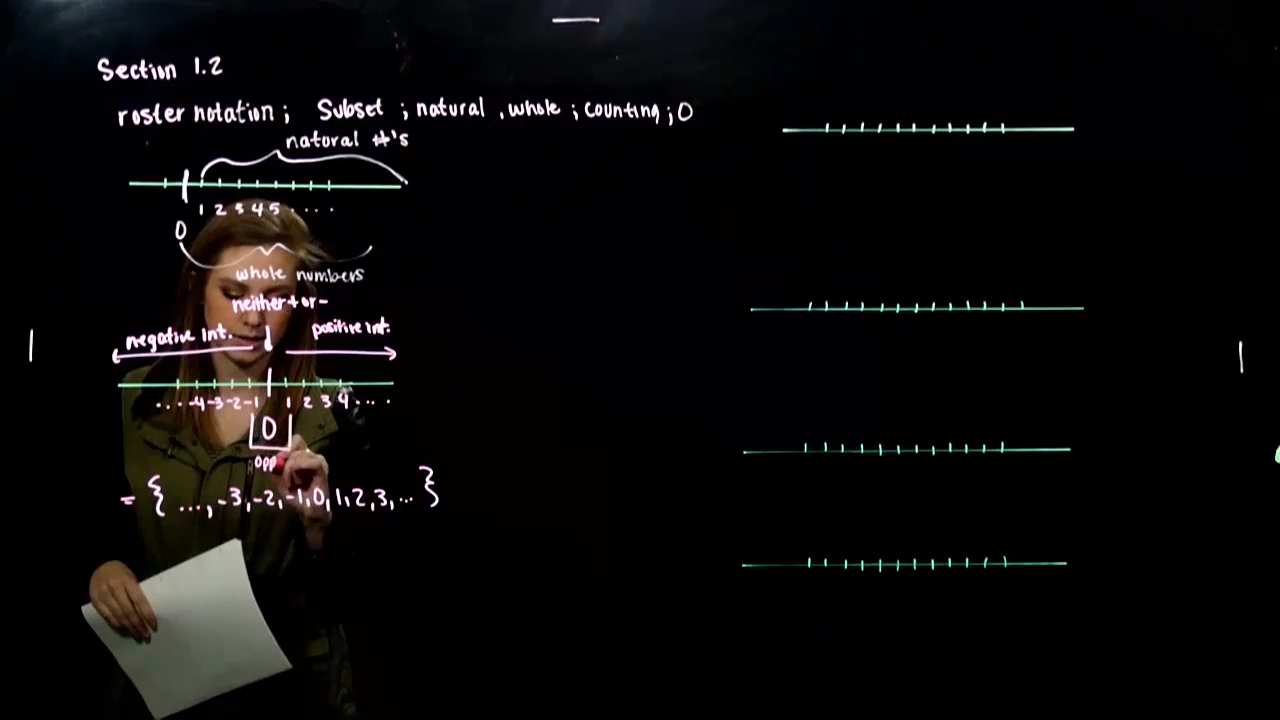 Section 1.2
roster notation ; Subset ; natural , whole ; counting ; 0
natural #'s
1 2 3 4 5 . . . .
0
whole numbers
neither + or -
negative int. positive int.
. . . . -4 -3 -2 -1 1 2 3 4 . . . . .
0
opp
= { ..., -3, -2, -1, 0, 1, 2, 3, ... }